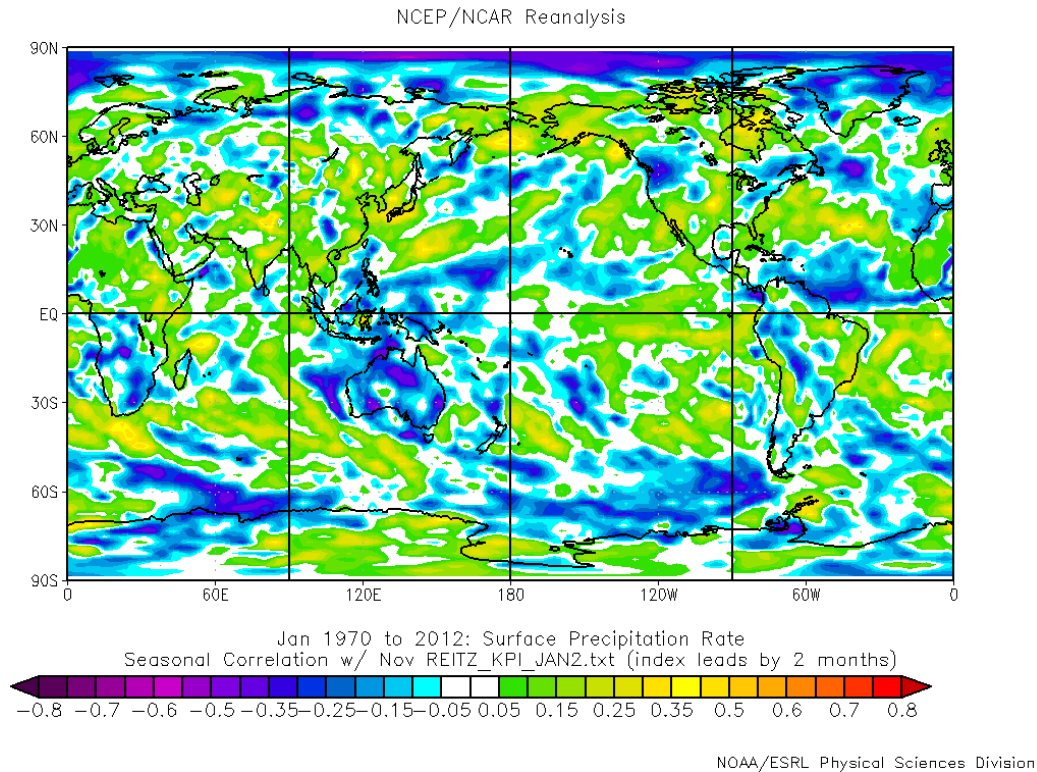 NCEP/NCAR Reanalysis
90N
60N
30N
EQ
30S
60S
90S
0 60E 120E 180 120W 60W 0
Jan 1970 to 2012: Surface Precipitation Rate
Seasonal Correlation w/ Nov REITZ_KPI_JAN2.txt (index leads by 2 months)
-0.8 -0.7 -0.6 -0.5 -0.35 -0.25 -0.15 -0.05 0.05 0.15 0.25 0.35 0.5 0.6 0.7 0.8
NOAA/ESRL Physical Sciences Division